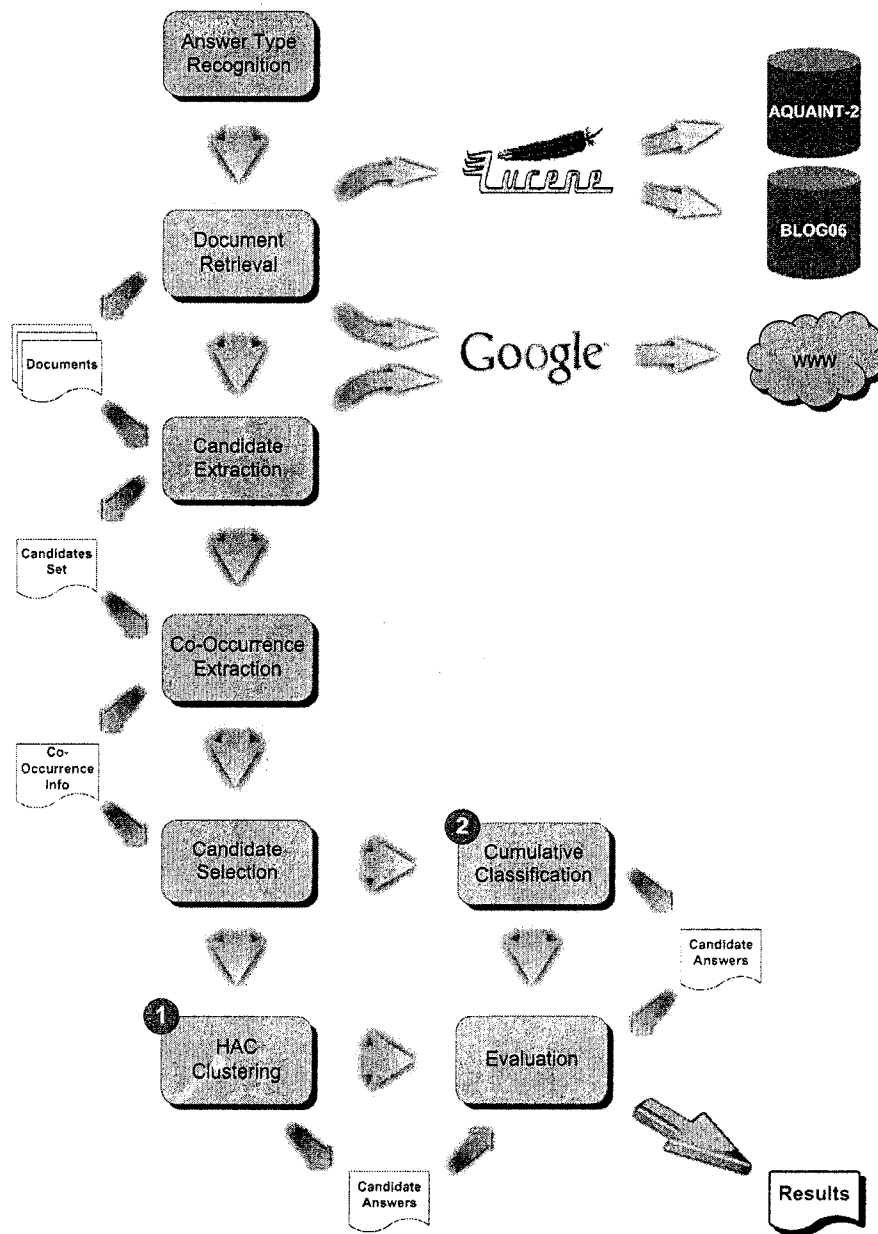 Answer Type
Recognition
AQUAINT-2
Lucene
BLOG06
Document
Retrieval
Documents
Google™
WWW
Candidate
Extraction
Candidates
Set
Co-Occurrence
Extraction
Co-
Occurrence
Info
Candidate
Selection
2
Cumulative
Classification
Candidate
Answers
1
HAC
Clustering
Evaluation
Candidate
Answers
Results